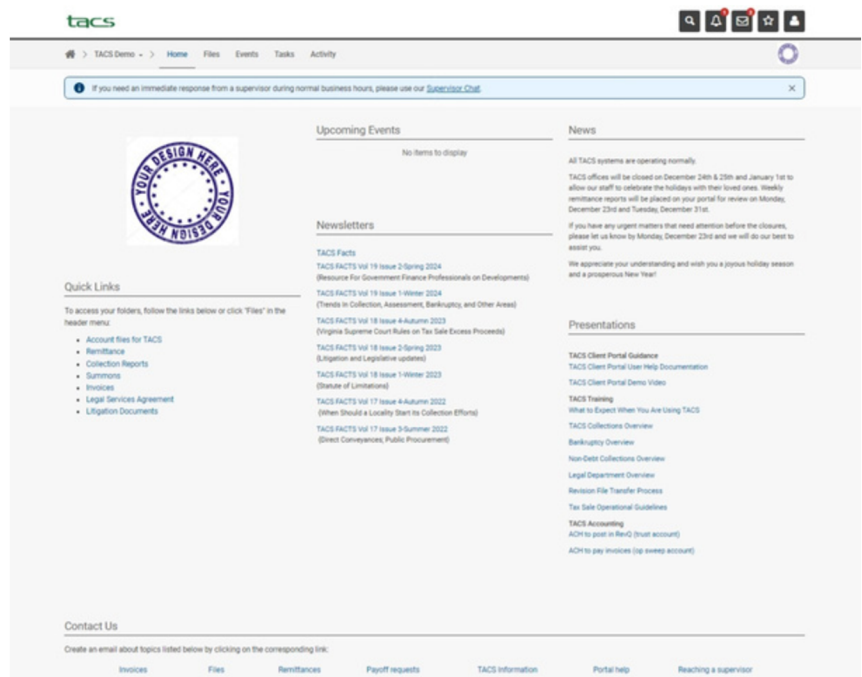 tacs
> TACS Demo > Home Files Events Tasks Activity
If you need an immediate response from a supervisor during normal business hours, please use our Supervisor Chat.
YOUR DESIGN HERE · YOUR DESIGN HERE ·
Quick Links
To access your folders, follow the links below or click "Files" in the
header menu:
Account files for TACS
Remittance
Collection Reports
Summons
Invoices
Legal Services Agreement
Litigation Documents
Upcoming Events
No items to display
Newsletters
TACS Facts
TACS FACTS Vol 19 Issue 2-Spring 2024
(Resource For Government Finance Professionals on Developments)
TACS FACTS Vol 19 Issue 1-Winter 2024
(Trends in Collection, Assessment, Bankruptcy, and Other Areas)
TACS FACTS Vol 18 Issue 4-Autumn 2023
(Virginia Supreme Court Rules on Tax Sale Excess Proceeds)
TACS FACTS Vol 18 Issue 2-Spring 2023
(Litigation and Legislative updates)
TACS FACTS Vol 18 Issue 1-Winter 2023
(Statute of Limitations)
TACS FACTS Vol 17 Issue 4-Autumn 2022
(When Should a Locality Start Its Collection Efforts)
TACS FACTS Vol 17 Issue 3-Summer 2022
(Direct Conveyances, Public Procurement)
News
All TACS systems are operating normally.
TACS offices will be closed on December 24th & 25th and January 1st to
allow our staff to celebrate the holidays with their loved ones. Weekly
remittance reports will be placed on your portal for review on Monday,
December 23rd and Tuesday, December 31st.
If you have any urgent matters that need attention before the closures,
please let us know by Monday, December 23rd and we will do our best to
assist you.
We appreciate your understanding and wish you a joyous holiday season
and a prosperous New Year!
Presentations
TACS Client Portal Guidance
TACS Client Portal User Help Documentation
TACS Client Portal Demo Video
TACS Training
What to Expect When You Are Using TACS
TACS Collections Overview
Bankruptcy Overview
Non-Debt Collections Overview
Legal Department Overview
Revision File Transfer Process
Tax Sale Operational Guidelines
TACS Accounting
ACH to post in RevQ (trust account)
ACH to pay invoices (op sweep account)
Contact Us
Create an email about topics listed below by clicking on the corresponding link:
Invoices Files Remittances Payoff requests TACS Information Portal help Reaching a supervisor